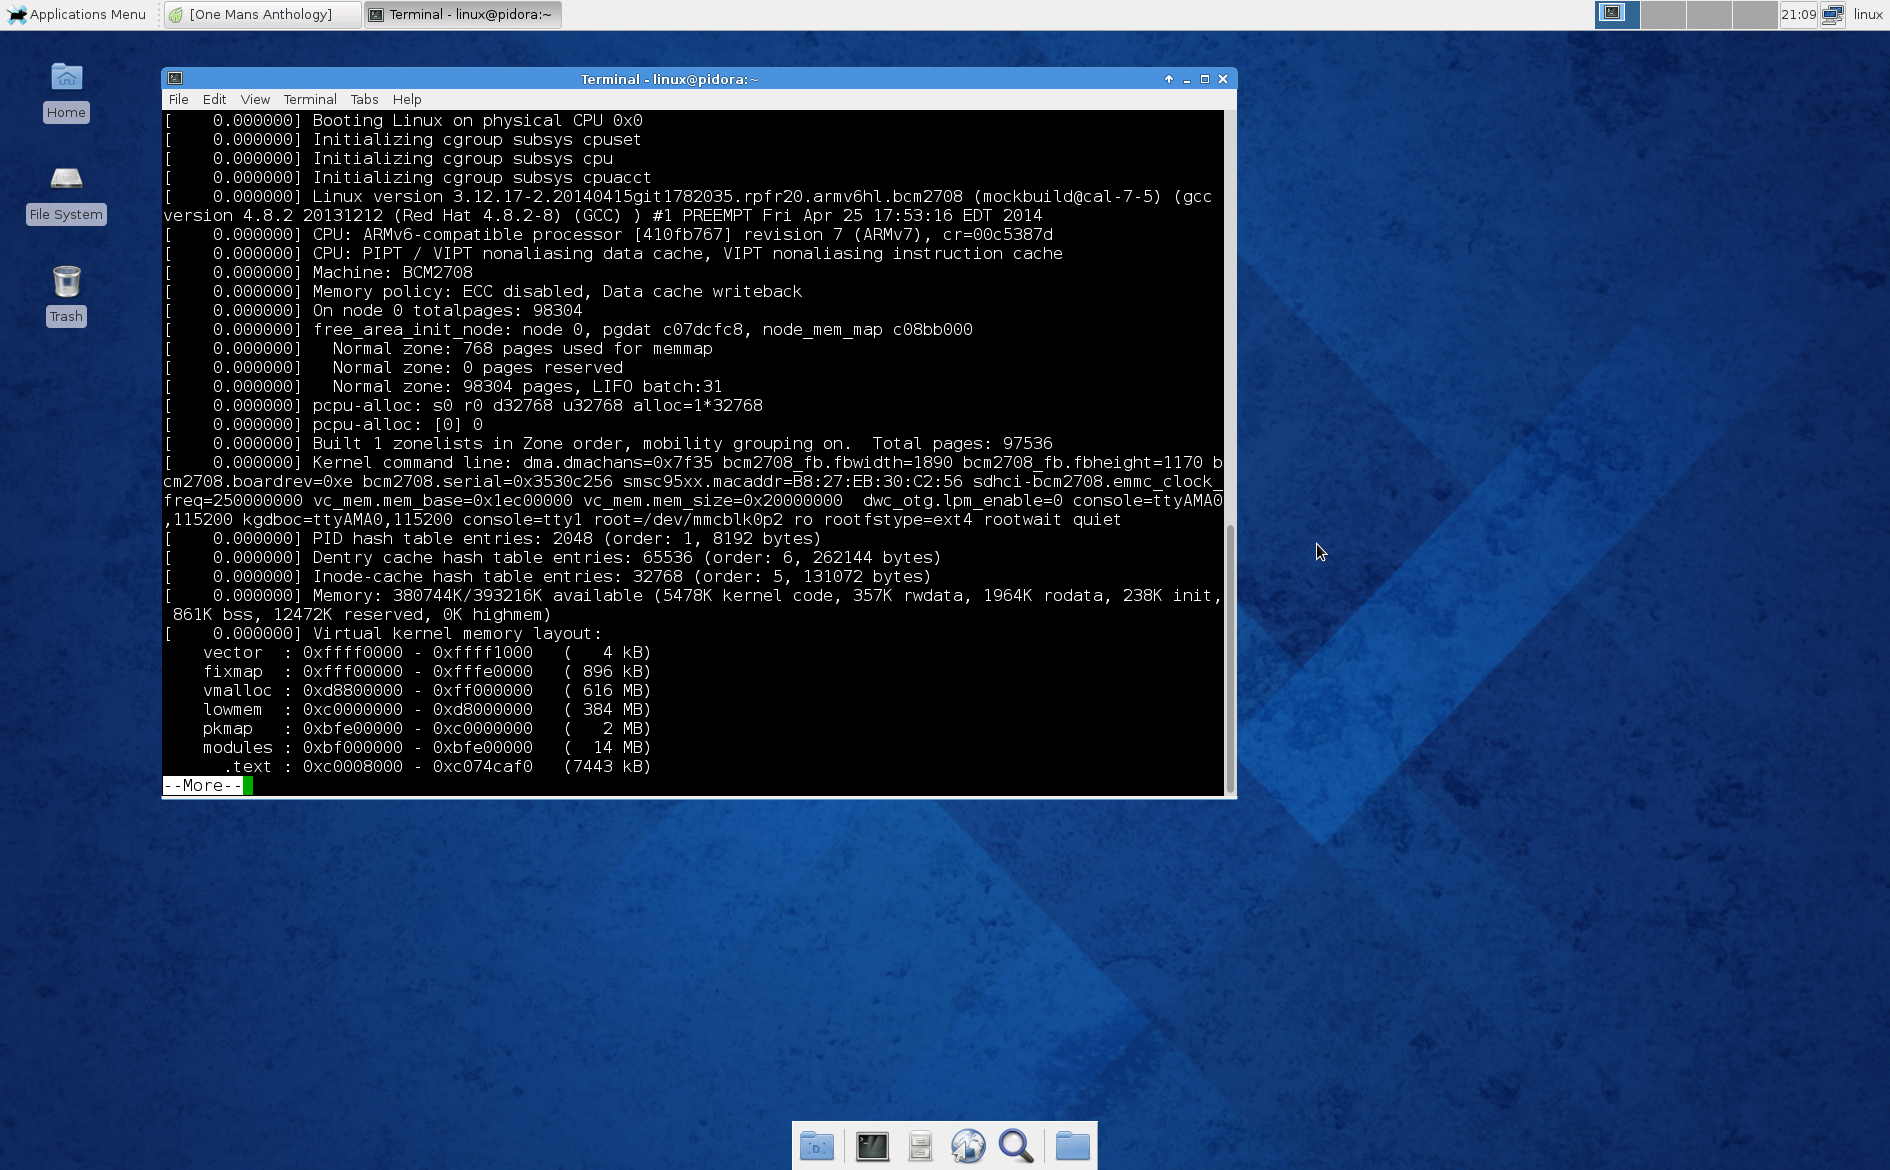 Applications Menu [One Mans Anthology] Terminal - linux@pidora:~ 21:09 linux
Home
File System
Trash
Terminal - linux@pidora:~
File Edit View Terminal Tabs Help
[    0.000000] Booting Linux on physical CPU 0x0
[    0.000000] Initializing cgroup subsys cpuset
[    0.000000] Initializing cgroup subsys cpu
[    0.000000] Initializing cgroup subsys cpuacct
[    0.000000] Linux version 3.12.17-2.20140415git1782035.rpfr20.armv6hl.bcm2708 (mockbuild@cal-7-5) (gcc
version 4.8.2 20131212 (Red Hat 4.8.2-8) (GCC) ) #1 PREEMPT Fri Apr 25 17:53:16 EDT 2014
[    0.000000] CPU: ARMv6-compatible processor [410fb767] revision 7 (ARMv7), cr=00c5387d
[    0.000000] CPU: PIPT / VIPT nonaliasing data cache, VIPT nonaliasing instruction cache
[    0.000000] Machine: BCM2708
[    0.000000] Memory policy: ECC disabled, Data cache writeback
[    0.000000] On node 0 totalpages: 98304
[    0.000000] free_area_init_node: node 0, pgdat c07dcfc8, node_mem_map c08bb000
[    0.000000]   Normal zone: 768 pages used for memmap
[    0.000000]   Normal zone: 0 pages reserved
[    0.000000]   Normal zone: 98304 pages, LIFO batch:31
[    0.000000] pcpu-alloc: s0 r0 d32768 u32768 alloc=1*32768
[    0.000000] pcpu-alloc: [0] 0
[    0.000000] Built 1 zonelists in Zone order, mobility grouping on.  Total pages: 97536
[    0.000000] Kernel command line: dma.dmachans=0x7f35 bcm2708_fb.fbwidth=1890 bcm2708_fb.fbheight=1170 b
cm2708.boardrev=0xe bcm2708.serial=0x3530c256 smsc95xx.macaddr=B8:27:EB:30:C2:56 sdhci-bcm2708.emmc_clock_
freq=250000000 vc_mem.mem_base=0x1ec00000 vc_mem.mem_size=0x20000000  dwc_otg.lpm_enable=0 console=ttyAMA0
,115200 kgdboc=ttyAMA0,115200 console=tty1 root=/dev/mmcblk0p2 ro rootfstype=ext4 rootwait quiet
[    0.000000] PID hash table entries: 2048 (order: 1, 8192 bytes)
[    0.000000] Dentry cache hash table entries: 65536 (order: 6, 262144 bytes)
[    0.000000] Inode-cache hash table entries: 32768 (order: 5, 131072 bytes)
[    0.000000] Memory: 380744K/393216K available (5478K kernel code, 357K rwdata, 1964K rodata, 238K init,
 861K bss, 12472K reserved, 0K highmem)
[    0.000000] Virtual kernel memory layout:
    vector  : 0xffff0000 - 0xffff1000   (   4 kB)
    fixmap  : 0xfff00000 - 0xfffe0000   ( 896 kB)
    vmalloc : 0xd8800000 - 0xff000000   ( 616 MB)
    lowmem  : 0xc0000000 - 0xd8000000   ( 384 MB)
    pkmap   : 0xbfe00000 - 0xc0000000   (   2 MB)
    modules : 0xbf000000 - 0xbfe00000   (  14 MB)
      .text : 0xc0008000 - 0xc074caf0   (7443 kB)
--More--